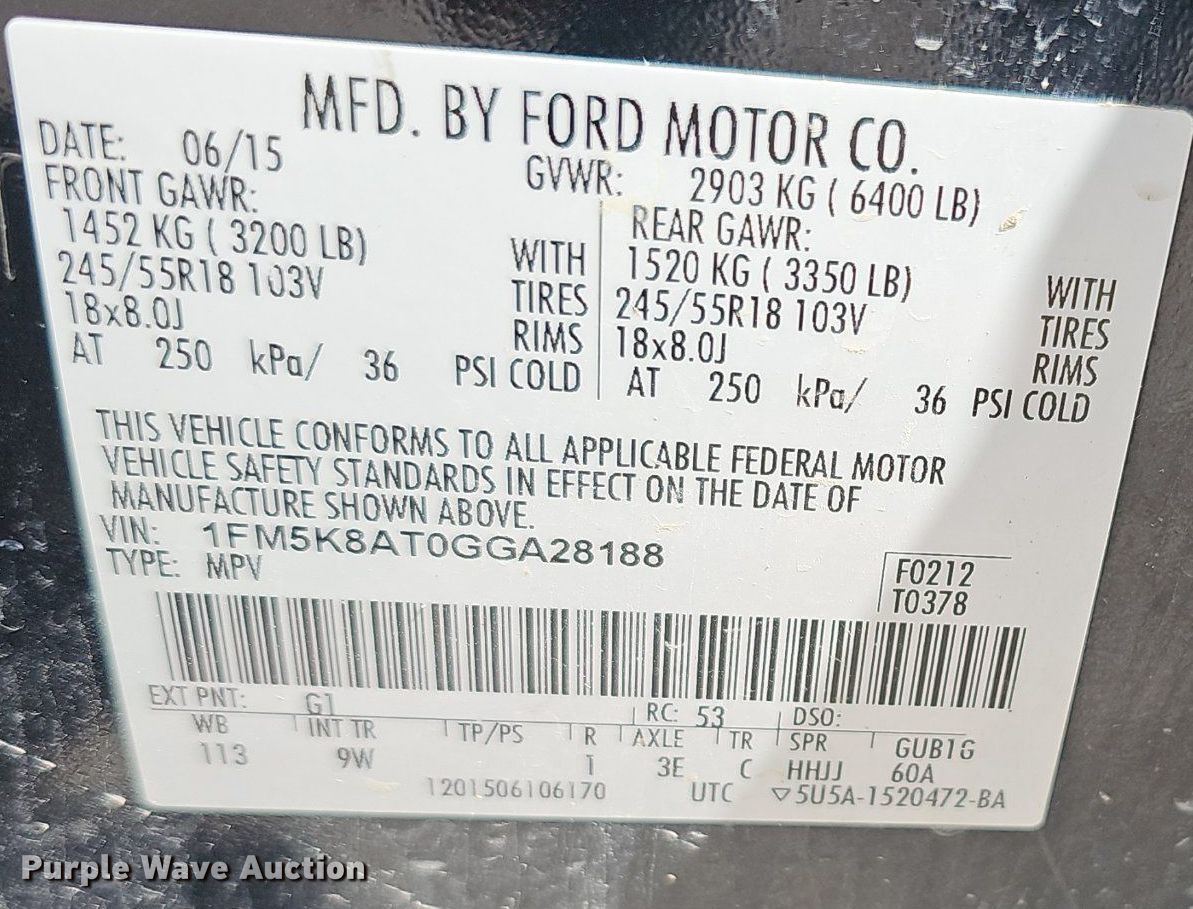 MFD. BY FORD MOTOR CO.
DATE: 06/15 GVWR: 2903 KG ( 6400 LB)
FRONT GAWR: REAR GAWR:
1452 KG ( 3200 LB) WITH 1520 KG ( 3350 LB) WITH
245/55R18 103V TIRES 245/55R18 103V TIRES
18x8.0J RIMS 18x8.0J RIMS
AT 250 kPa/ 36 PSI COLD AT 250 kPa/ 36 PSI COLD
THIS VEHICLE CONFORMS TO ALL APPLICABLE FEDERAL MOTOR
VEHICLE SAFETY STANDARDS IN EFFECT ON THE DATE OF
MANUFACTURE SHOWN ABOVE.
VIN: 1FM5K8AT0GGA28188
TYPE: MPV
F0212
T0378
EXT PNT: G1 RC: 53 DSO:
WB INT TR TP/PS R AXLE TR SPR GUB1G
113 9W 1 3E C HHJJ 60A
1201506106170 UTC ▽5U5A-1520472-BA
Purple Wave Auction